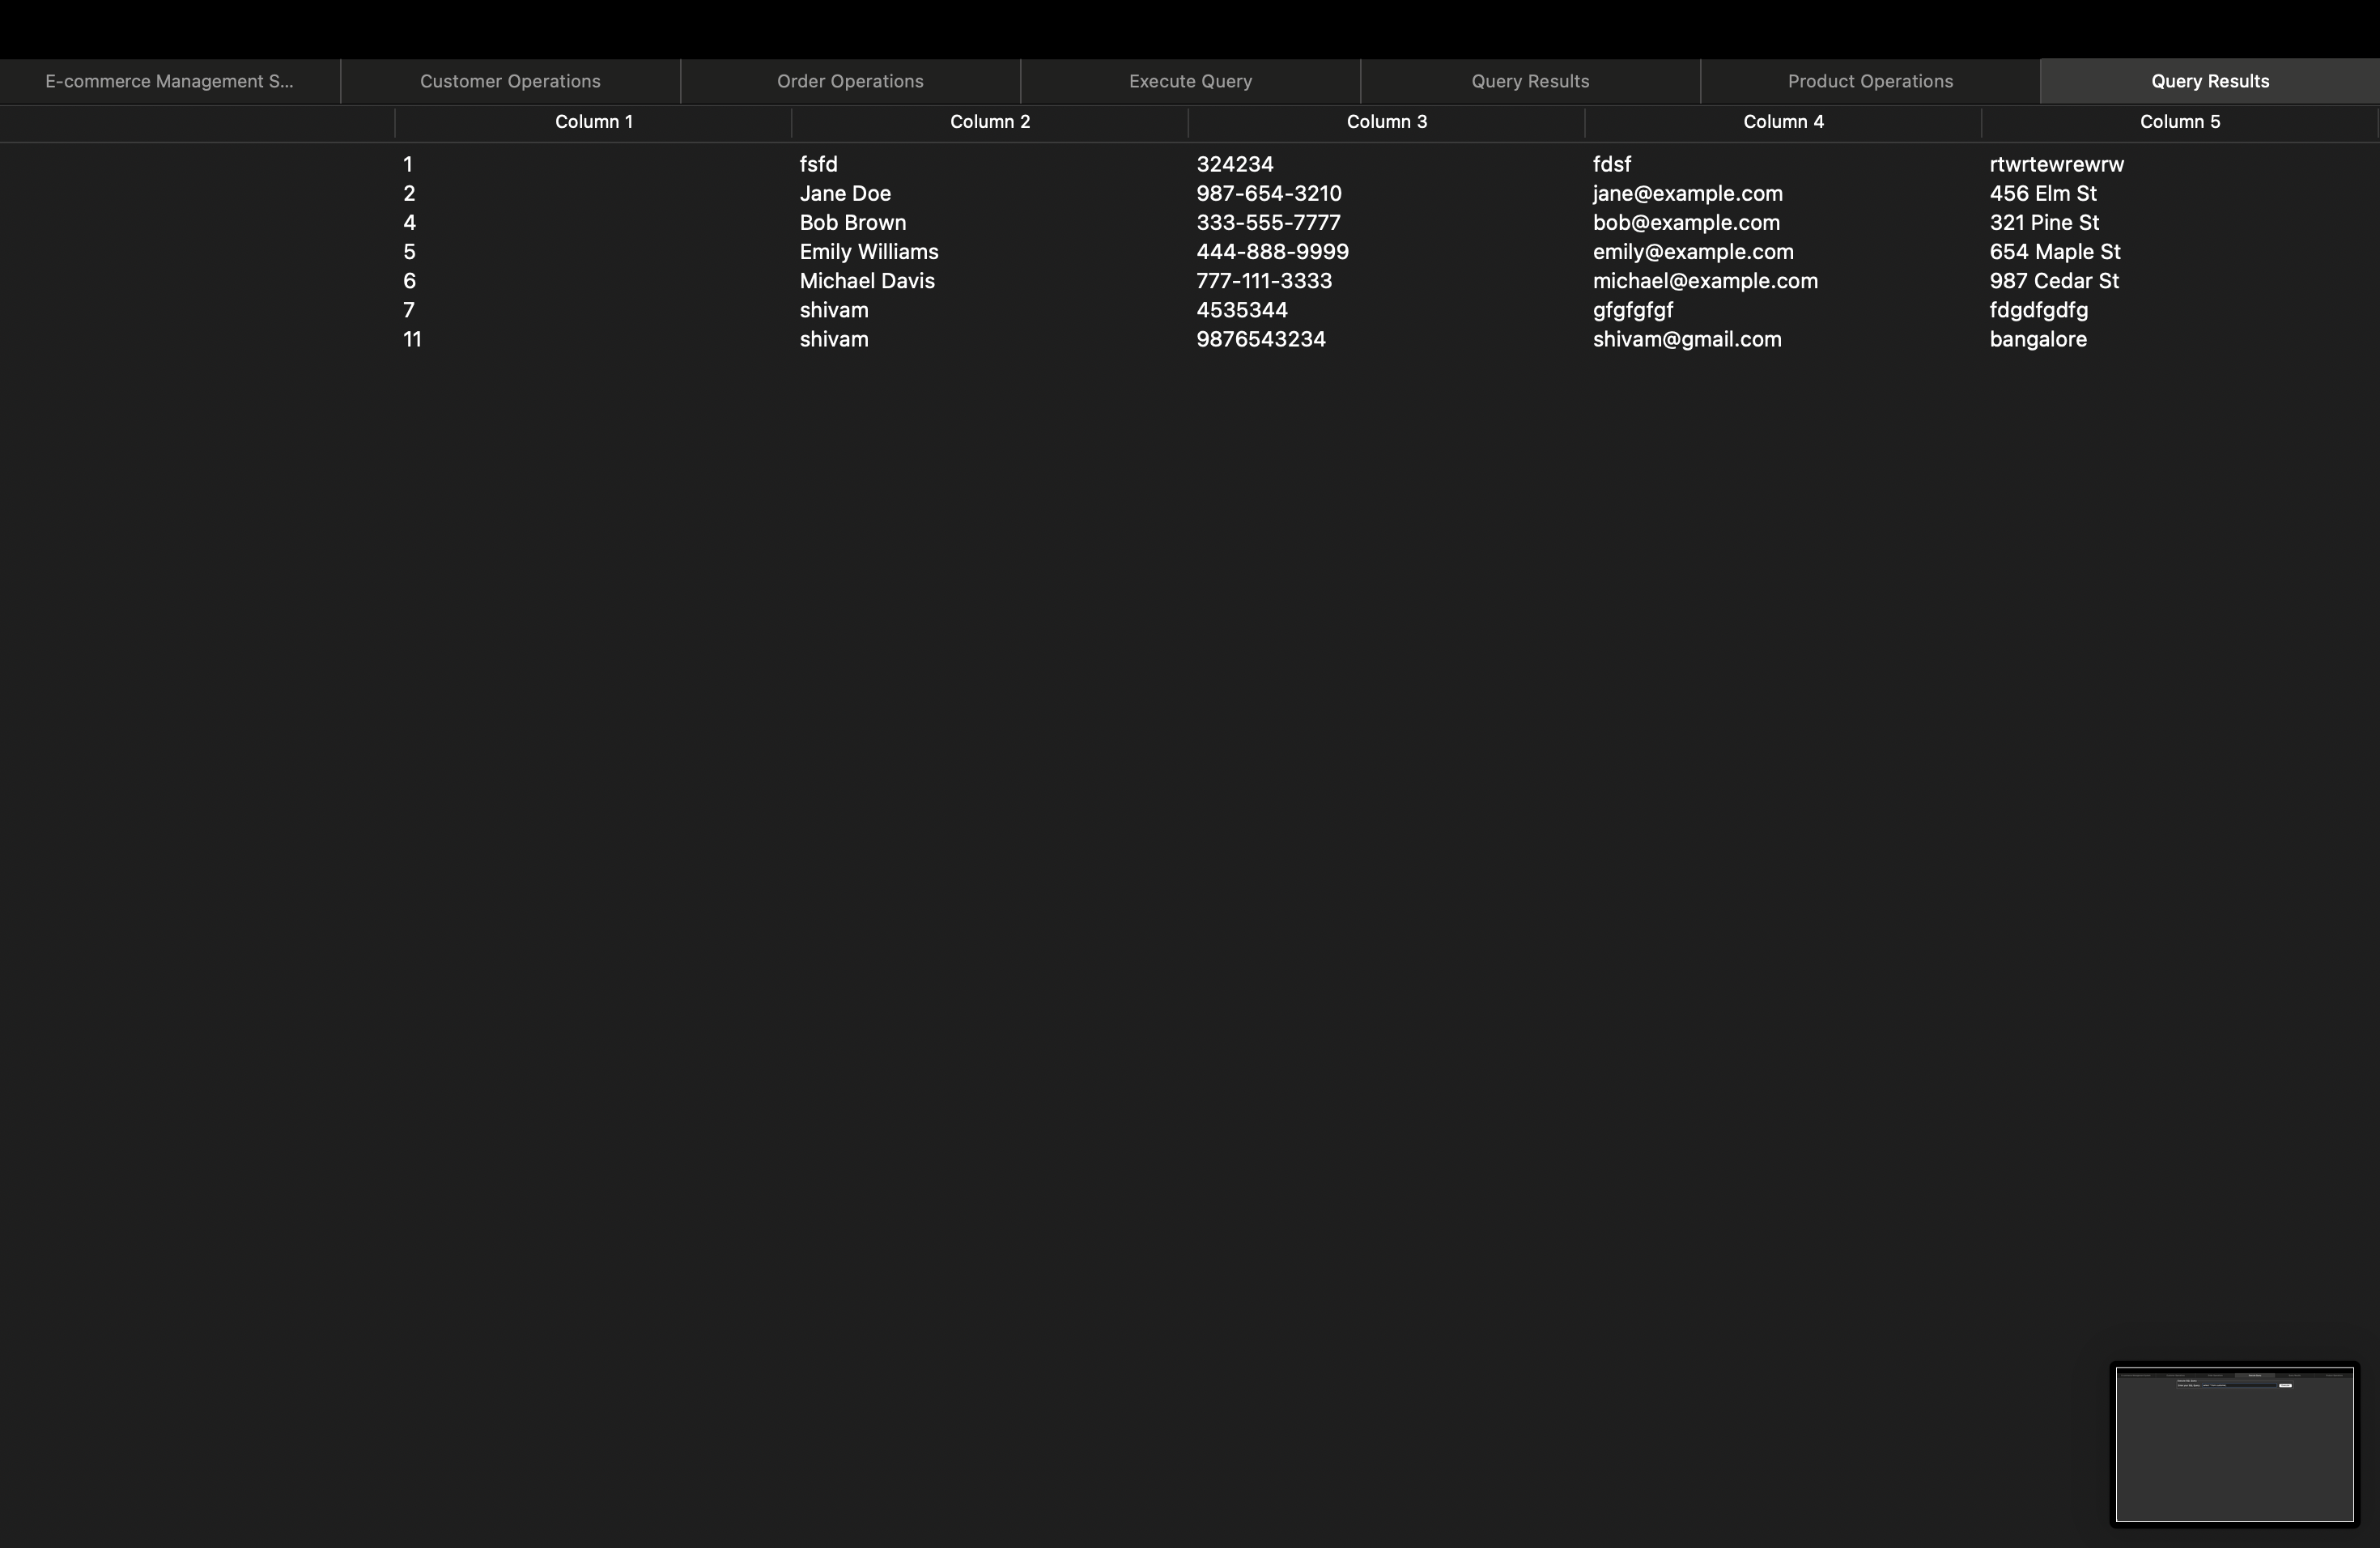 E-commerce Management S... Customer Operations Order Operations Execute Query Query Results Product Operations Query Results
Column 1 Column 2 Column 3 Column 4 Column 5
1 fsfd 324234 fdsf rtwrtewrewrw
2 Jane Doe 987-654-3210 jane@example.com 456 Elm St
4 Bob Brown 333-555-7777 bob@example.com 321 Pine St
5 Emily Williams 444-888-9999 emily@example.com 654 Maple St
6 Michael Davis 777-111-3333 michael@example.com 987 Cedar St
7 shivam 4535344 gfgfgfgf fdgdfgdfg
11 shivam 9876543234 shivam@gmail.com bangalore